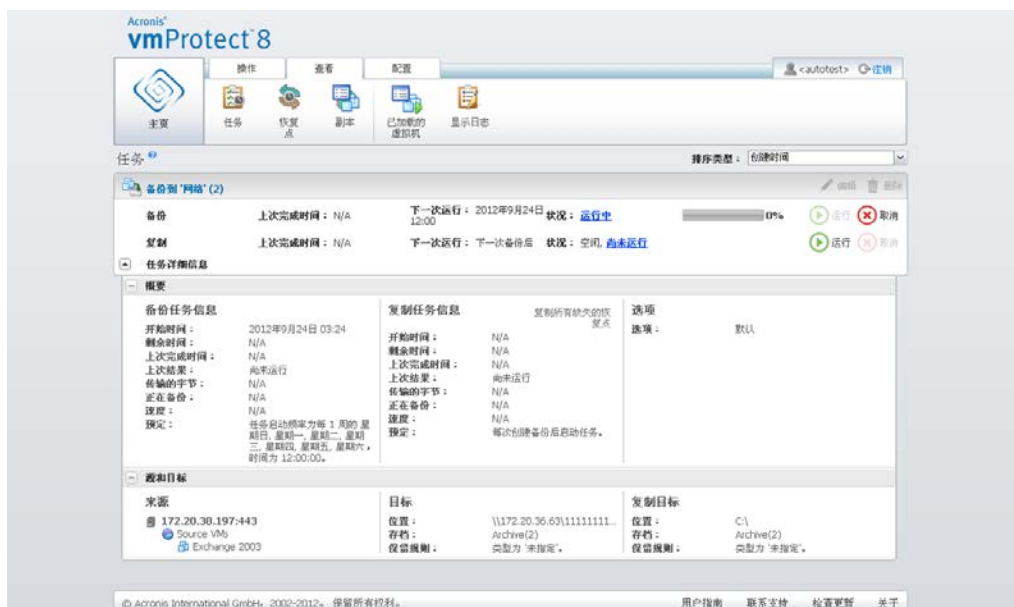 Acronis®
vmProtect 8
操作 查看 配置
<autotest> 注销
主页 任务 恢复点 副本 已加载的虚拟机 显示日志
任务
排序类型： 创建时间
备份到 '网络' (2)
编辑 删除
备份 上次完成时间： N/A 下一次运行： 2012年9月24日 12:00 状况： 运行中 0% 运行 取消
复制 上次完成时间： N/A 下一次运行： 下一次备份后 状况： 空闲, 尚未运行 运行 取消
任务详细信息
概要
备份任务信息
开始时间： 2012年9月24日 03:24
剩余时间： N/A
上次完成时间： N/A
上次结果： 尚未运行
传输的字节： N/A
正在备份： N/A
速度： N/A
预定： 任务启动频率为每 1 周的 星
期日, 星期一, 星期二, 星期
三, 星期四, 星期五, 星期六，
时间为 12:00:00。
复制任务信息
复制所有缺失的恢复点
开始时间： N/A
剩余时间： N/A
上次完成时间： N/A
上次结果： 尚未运行
传输的字节： N/A
正在备份： N/A
速度： N/A
预定： 每次创建备份后启动任务。
选项
选项： 默认
源和目标
来源
172.20.30.197:443
Source VMs
Exchange 2003
目标
位置： \\172.20.36.63\11111111...
存档： Archive(2)
保留规则： 类型为 '未指定'。
复制目标
位置： C:\
存档： Archive(2)
保留规则： 类型为 '未指定'。
© Acronis International GmbH， 2002-2012。 保留所有权利。
用户指南 联系支持 检查更新 关于